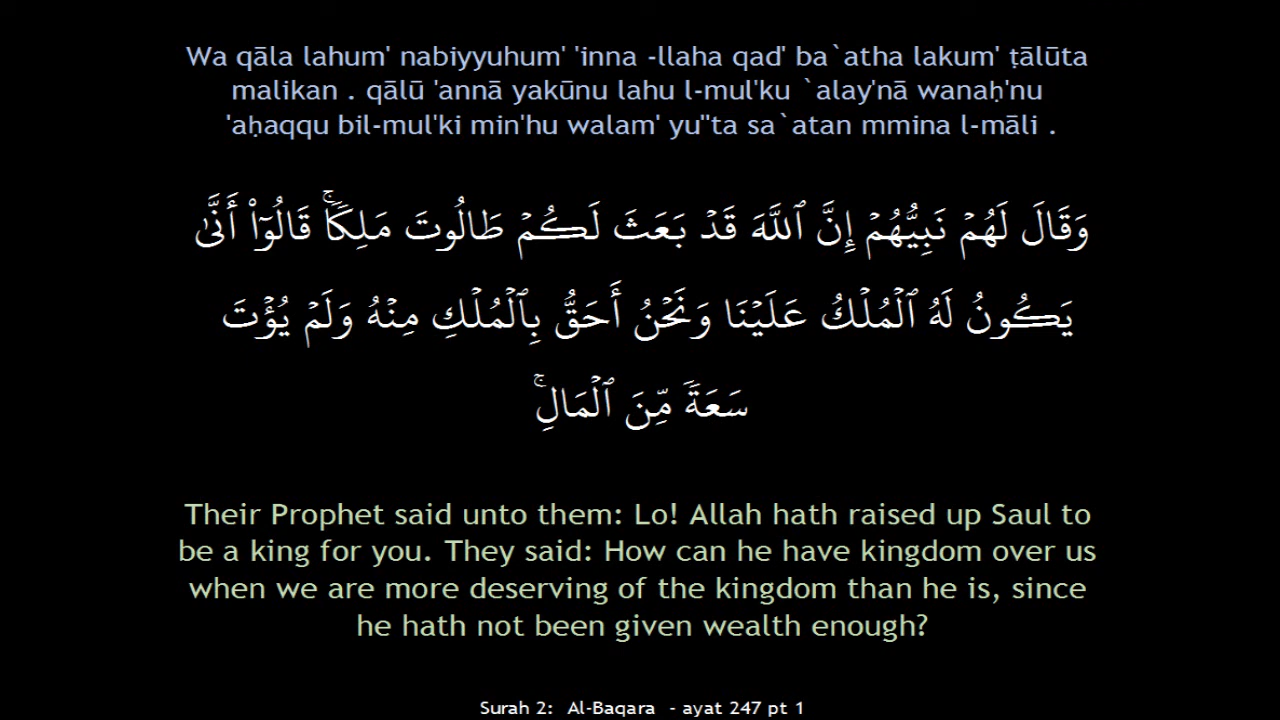 Wa qāla lahum' nabiyyuhum' 'inna -llaha qad' ba`atha lakum' ṭālūta
malikan . qālū 'annā yakūnu lahu l-mul'ku `alay'nā wanaḥ'nu
'aḥaqqu bil-mul'ki min'hu walam' yu''ta sa`atan mmina l-māli .
وَقَالَ لَهُمۡ نَبِيُّهُمۡ إِنَّ ٱللَّهَ قَدۡ بَعَثَ لَكُمۡ طَالُوتَ مَلِكٗاۚ قَالُوٓاْ أَنَّىٰ
يَكُونُ لَهُ ٱلۡمُلۡكُ عَلَيۡنَا وَنَحۡنُ أَحَقُّ بِٱلۡمُلۡكِ مِنۡهُ وَلَمۡ يُؤۡتَ
سَعَةٗ مِّنَ ٱلۡمَالِۚ
Their Prophet said unto them: Lo! Allah hath raised up Saul to
be a king for you. They said: How can he have kingdom over us
when we are more deserving of the kingdom than he is, since
he hath not been given wealth enough?
Surah 2: Al-Baqara - ayat 247 pt 1